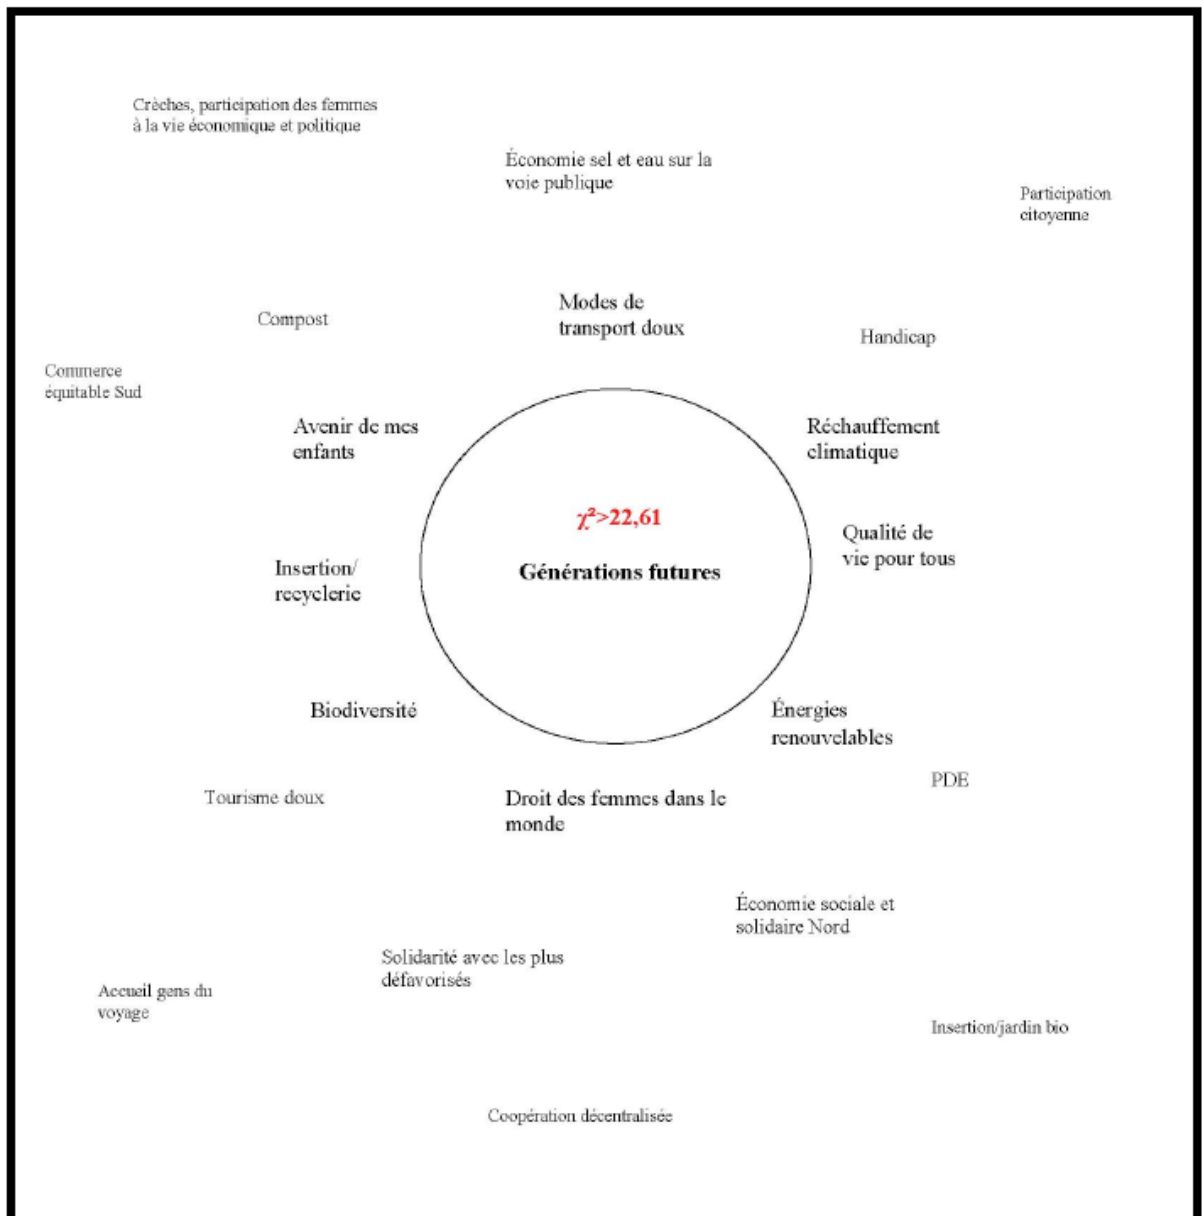 Crèches, participation des femmes
à la vie économique et politique
Économie sel et eau sur la
voie publique
Participation
citoyenne
Modes de
transport doux
Compost
Handicap
Commerce
équitable Sud
Avenir de mes
enfants
Réchauffement
climatique
χ²>22,61
Générations futures
Qualité de
vie pour tous
Insertion/
recyclerie
Biodiversité
Énergies
renouvelables
Tourisme doux
Droit des femmes dans le
monde
PDE
Économie sociale et
solidaire Nord
Solidarité avec les plus
défavorisés
Accueil gens du
voyage
Insertion/jardin bio
Coopération décentralisée